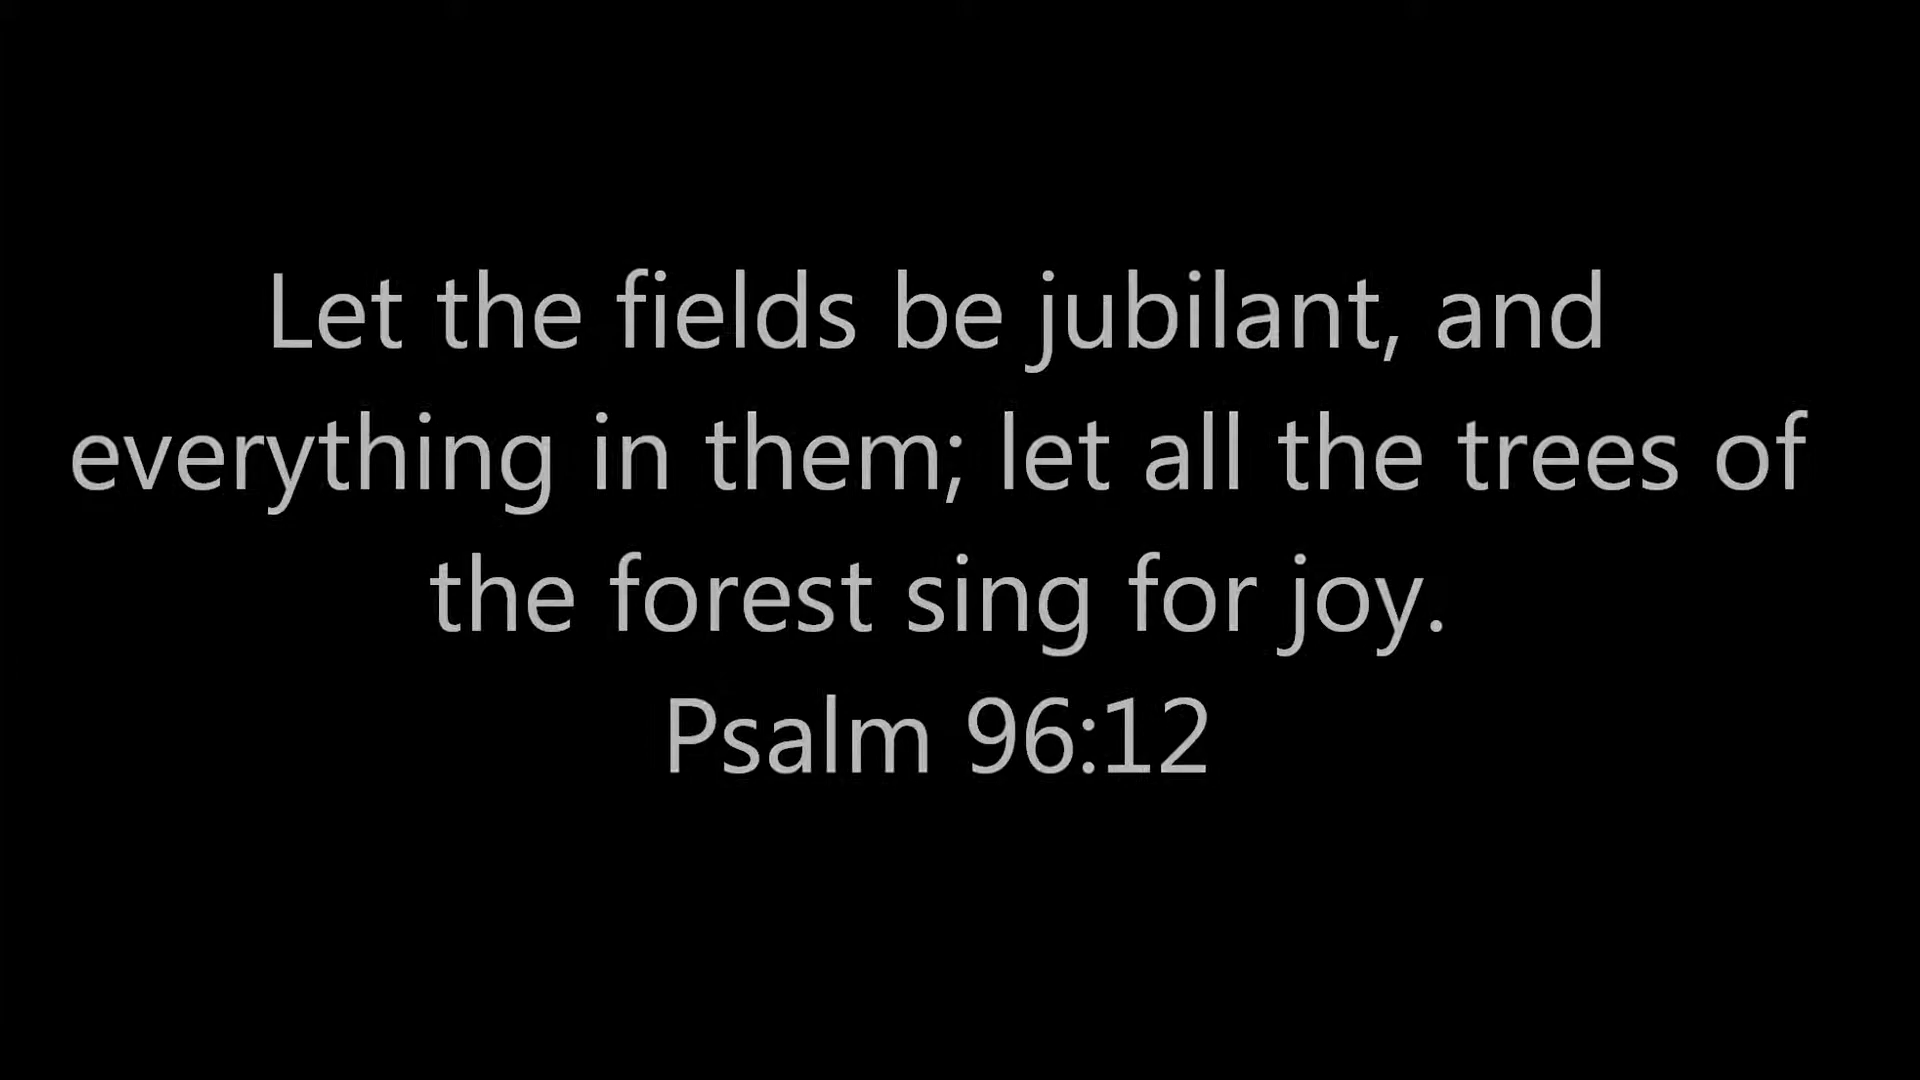 Let the fields be jubilant, and
everything in them; let all the trees of
the forest sing for joy.
Psalm 96:12